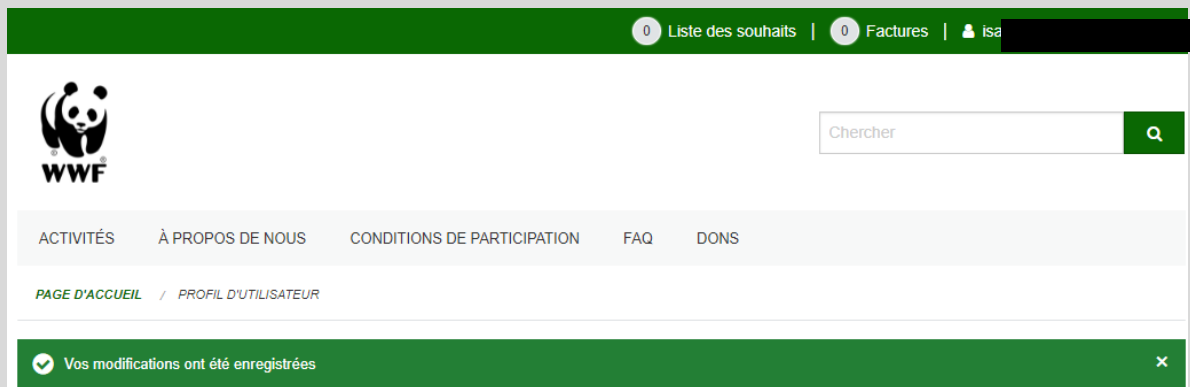 0 Liste des souhaits | 0 Factures | isa
WWF
Chercher
ACTIVITÉS À PROPOS DE NOUS CONDITIONS DE PARTICIPATION FAQ DONS
PAGE D'ACCUEIL / PROFIL D'UTILISATEUR
Vos modifications ont été enregistrées ×